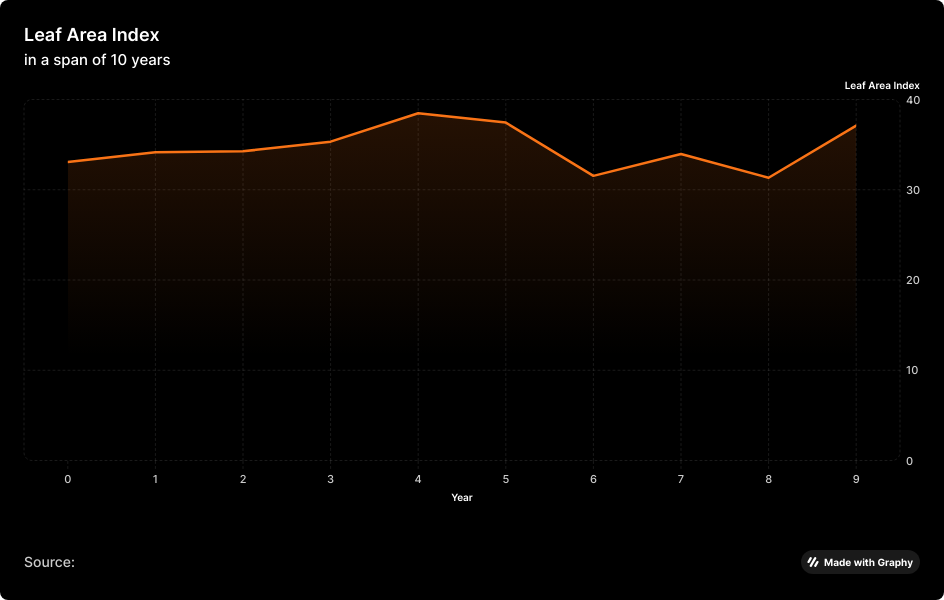 Leaf Area Index
in a span of 10 years
Leaf Area Index
40
30
20
10
0
0 1 2 3 4 5 6 7 8 9
Year
Source:
Made with Graphy